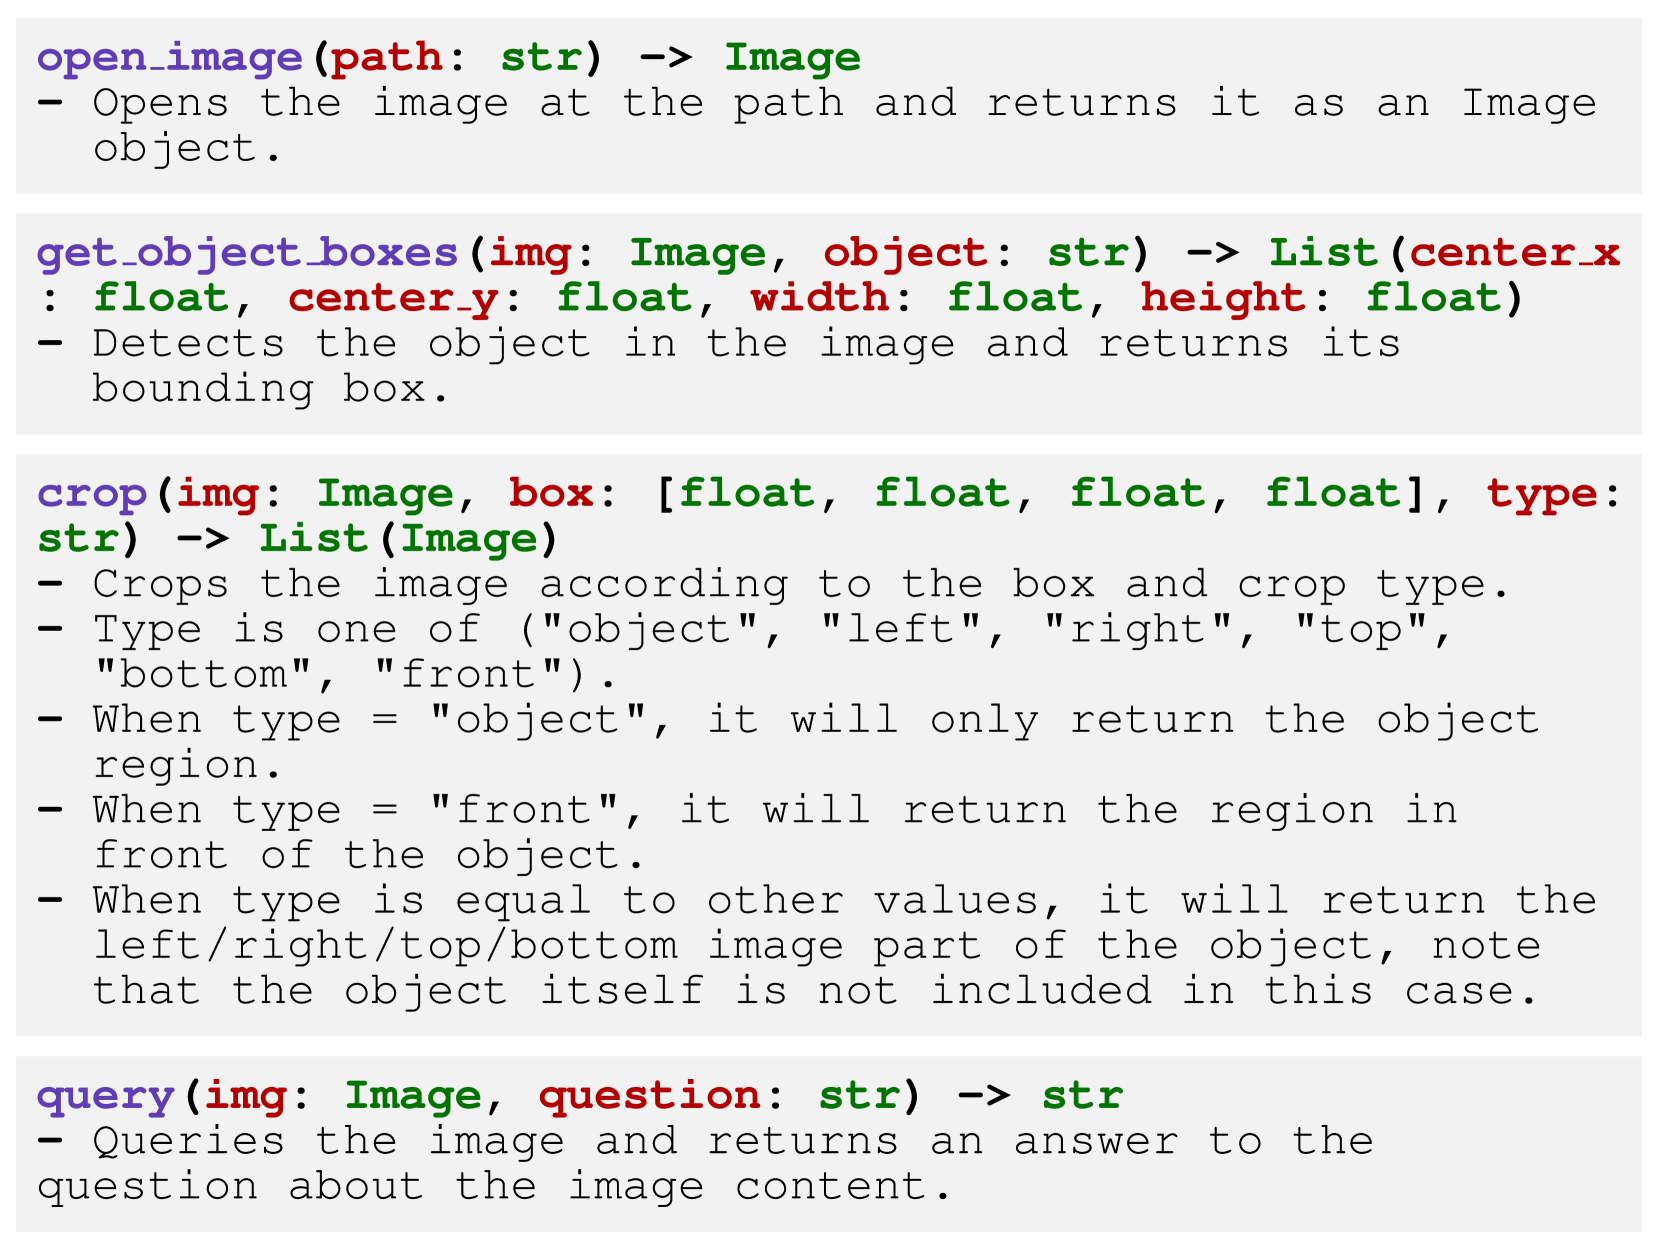 open_image(path: str) -> Image
- Opens the image at the path and returns it as an Image
object.
get_object_boxes(img: Image, object: str) -> List(center_x
: float, center_y: float, width: float, height: float)
- Detects the object in the image and returns its
bounding box.
crop(img: Image, box: [float, float, float, float], type:
str) -> List(Image)
- Crops the image according to the box and crop type.
- Type is one of ("object", "left", "right", "top",
"bottom", "front").
- When type = "object", it will only return the object
region.
- When type = "front", it will return the region in
front of the object.
- When type is equal to other values, it will return the
left/right/top/bottom image part of the object, note
that the object itself is not included in this case.
query(img: Image, question: str) -> str
- Queries the image and returns an answer to the
question about the image content.